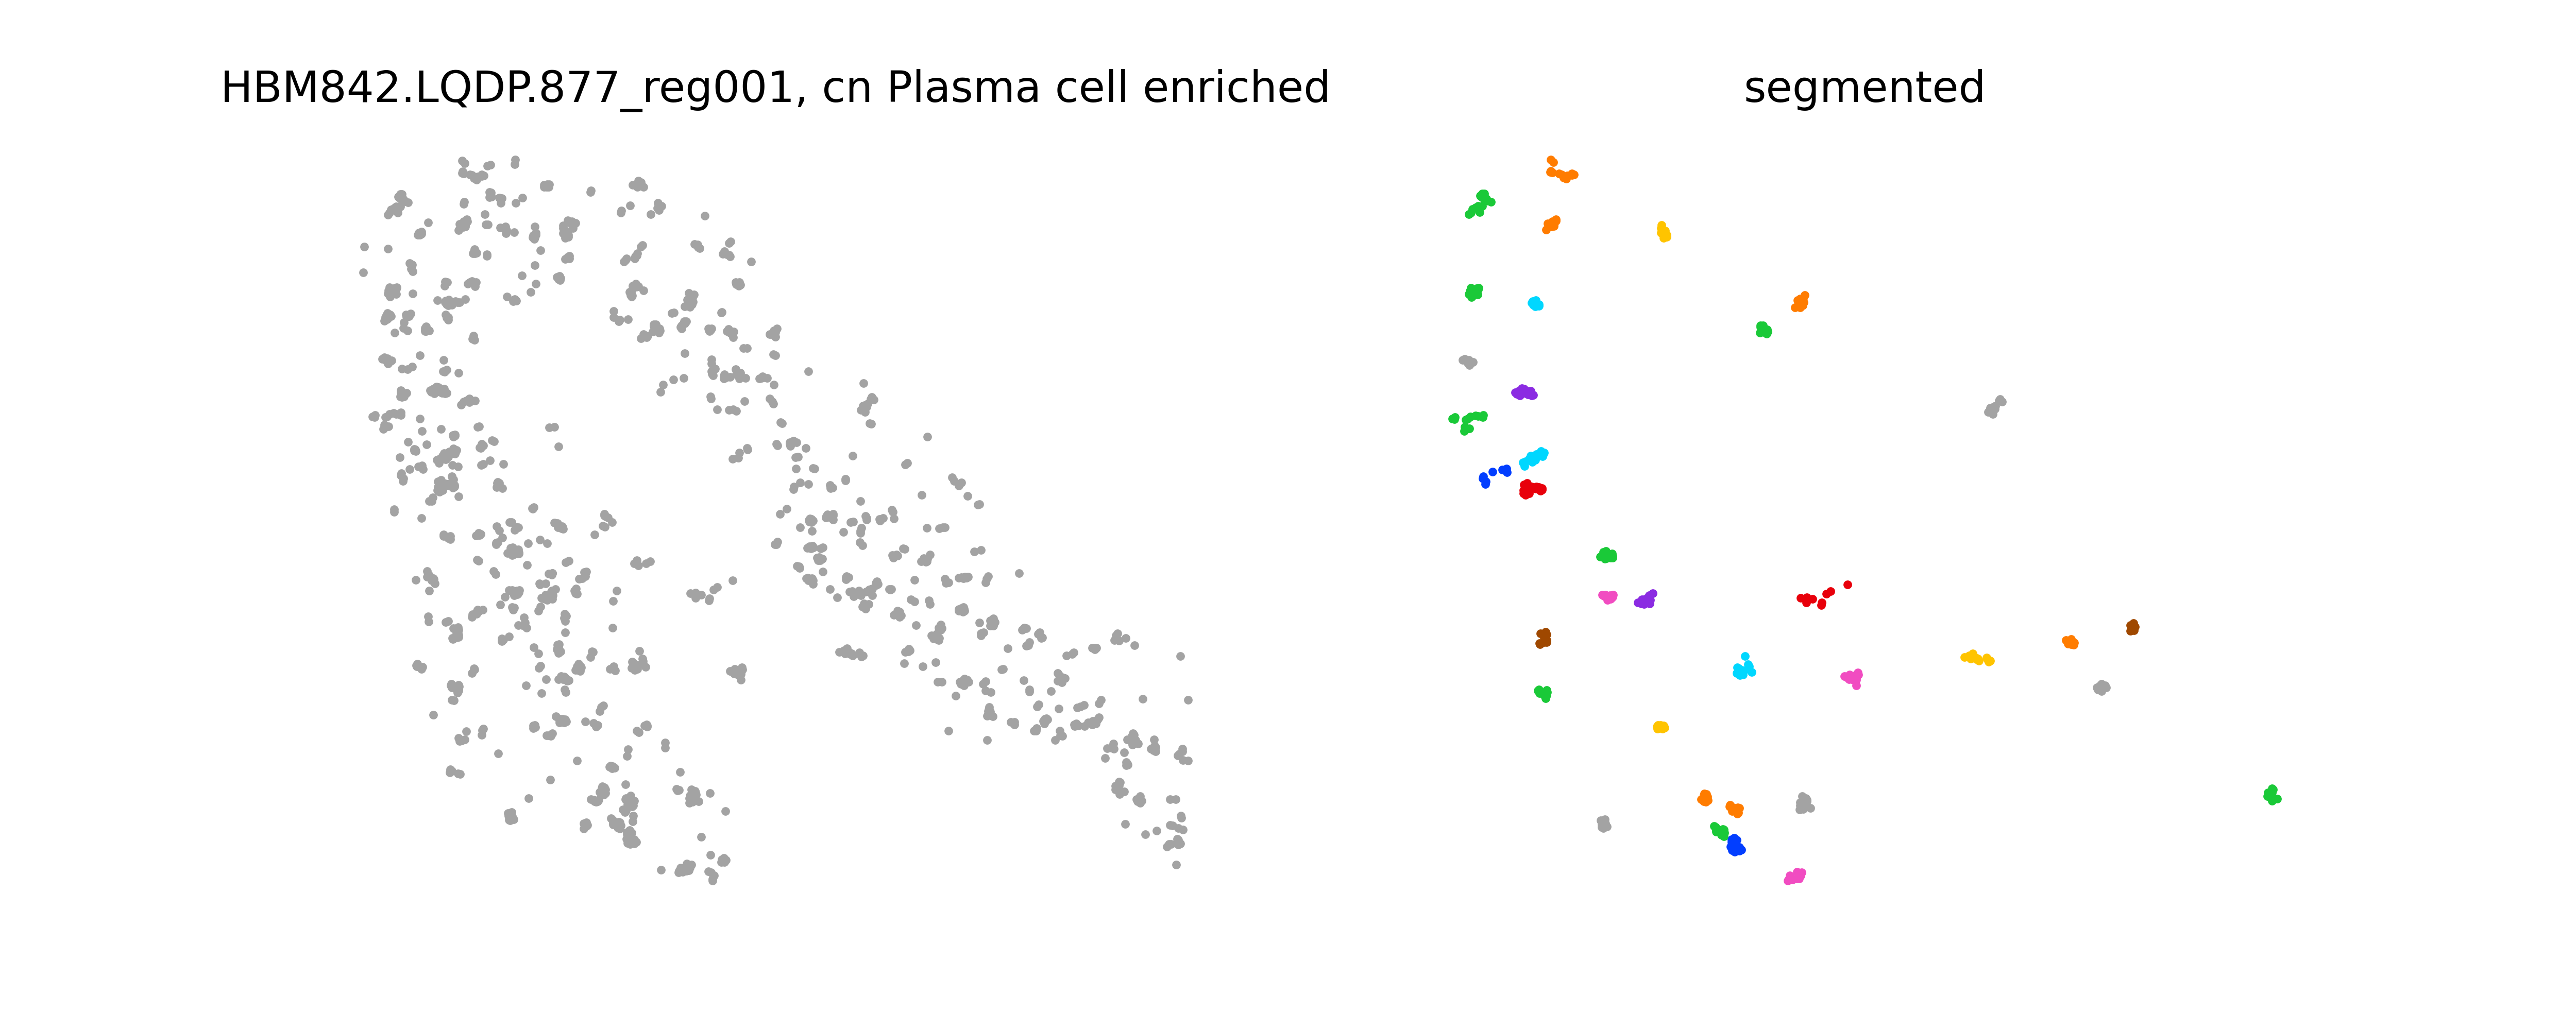 HBM842.LQDP.877_reg001, cn Plasma cell enriched
segmented